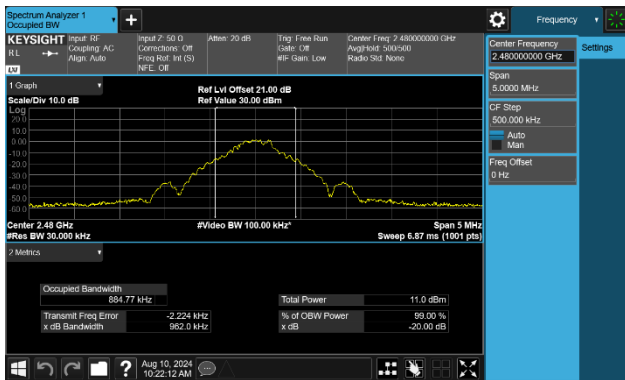 Spectrum Analyzer 1
Occupied BW
Frequency
KEYSIGHT
RL
Input: RF
Coupling: AC
Align: Auto
Input Z: 50 Ω
Corrections: Off
Freq Ref: Int (S)
NFE: Off
Atten: 20 dB
Trig: Free Run
Gate: Off
#IF Gain: Low
Center Freq: 2.480000000 GHz
Avg|Hold: 500/500
Radio Std: None
LXI
Center Frequency
2.480000000 GHz
Settings
Span
5.0000 MHz
CF Step
500.000 kHz
Auto
Man
Freq Offset
0 Hz
1 Graph
Scale/Div 10.0 dB
Ref Lvl Offset 21.00 dB
Ref Value 30.00 dBm
Log
20.0
10.0
0.00
-10.0
-20.0
-30.0
-40.0
-50.0
-60.0
Center 2.48 GHz
#Res BW 30.000 kHz
#Video BW 100.00 kHz*
Span 5 MHz
Sweep 6.87 ms (1001 pts)
2 Metrics
Occupied Bandwidth
884.77 kHz
Total Power 11.0 dBm
Transmit Freq Error -2.224 kHz
% of OBW Power 99.00 %
x dB Bandwidth 962.0 kHz
x dB -20.00 dB
Aug 10, 2024
10:22:12 AM